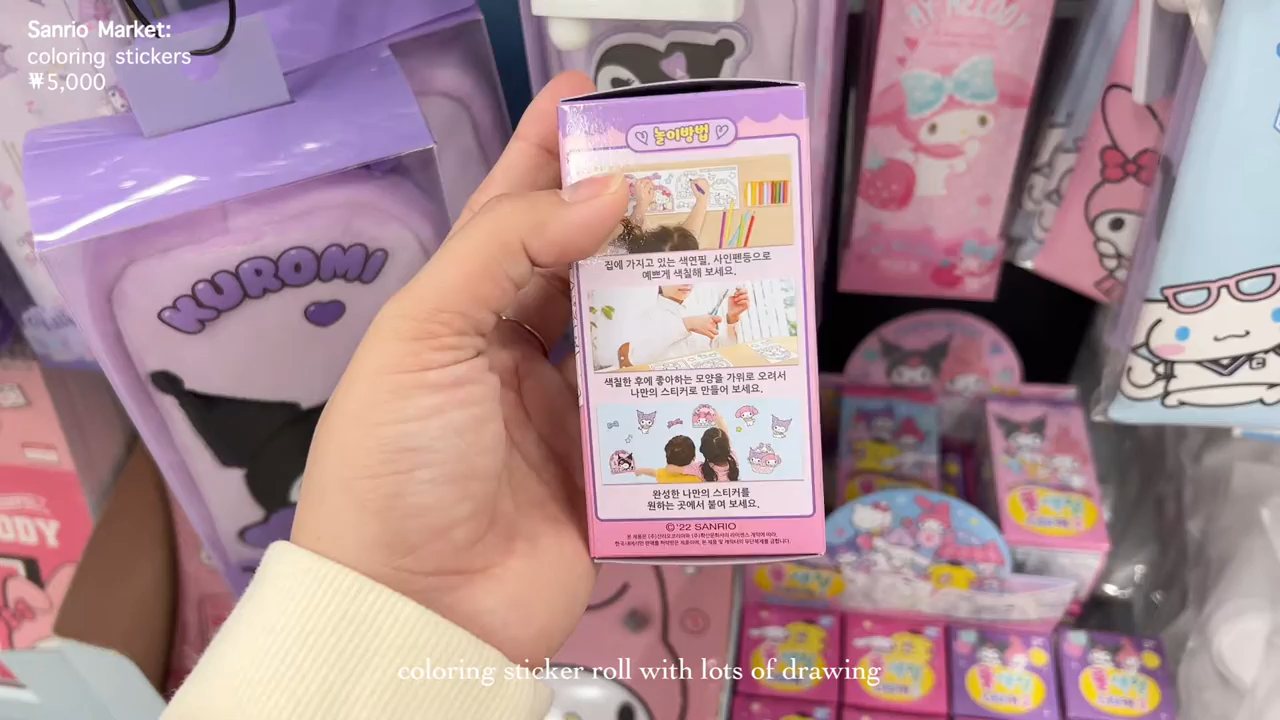 Sanrio Market:
coloring stickers
₩5,000
MY MELODY
KUROMI
놀이방법
집에 가지고 있는 색연필, 사인펜등으로
예쁘게 색칠해 보세요.
색칠한 후에 좋아하는 모양을 가위로 오려서
나만의 스티커로 만들어 보세요.
완성한 나만의 스티커를
원하는 곳에서 붙여 보세요.
©'22 SANRIO
coloring sticker roll with lots of drawing